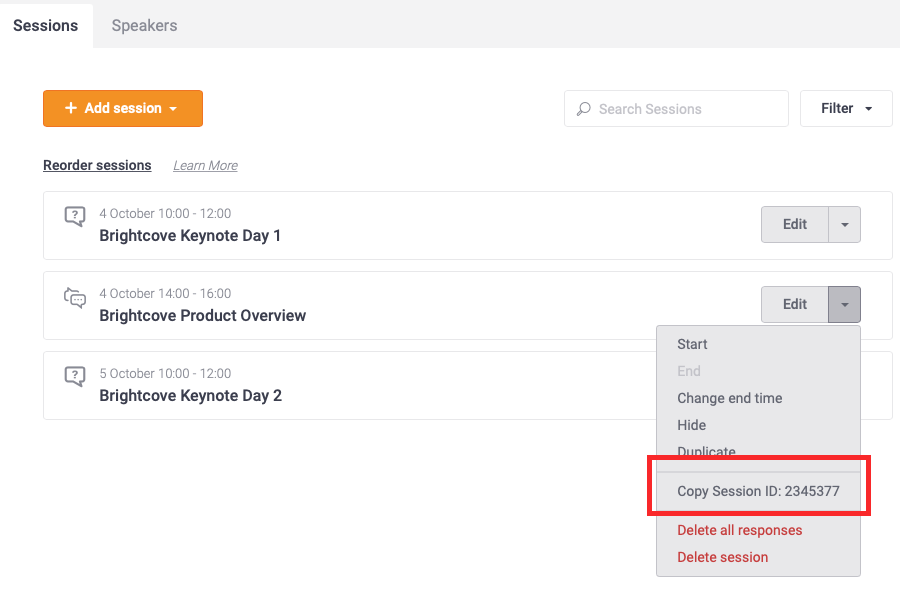 Sessions Speakers
+ Add session
Search Sessions
Filter
Reorder sessions Learn More
4 October 10:00 - 12:00
Brightcove Keynote Day 1
Edit
4 October 14:00 - 16:00
Brightcove Product Overview
Edit
Start
End
Change end time
Hide
Duplicate
Copy Session ID: 2345377
Delete all responses
Delete session
5 October 10:00 - 12:00
Brightcove Keynote Day 2